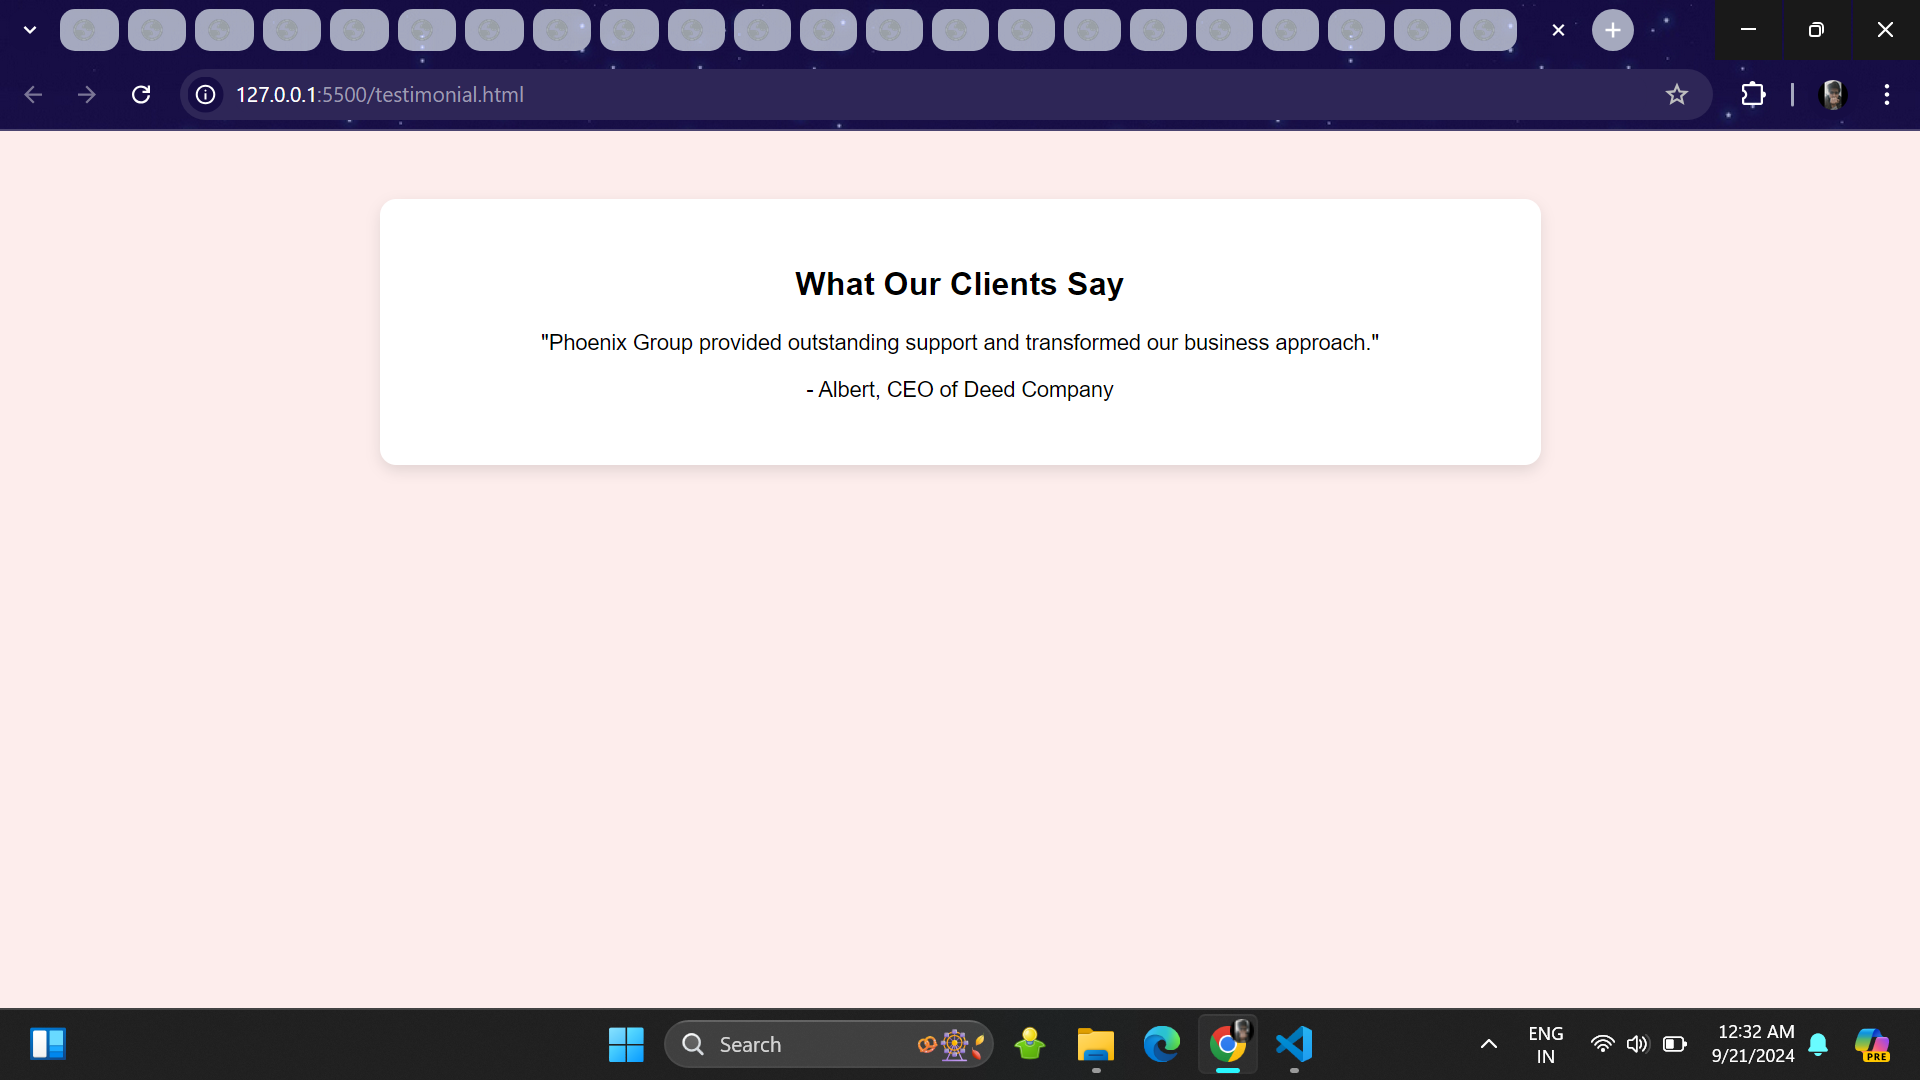 127.0.0.1:5500/testimonial.html
What Our Clients Say
"Phoenix Group provided outstanding support and transformed our business approach."
- Albert, CEO of Deed Company
Search
ENG
IN
12:32 AM
9/21/2024
PRE